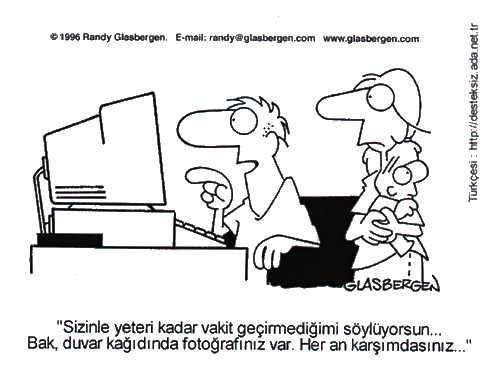 © 1996 Randy Glasbergen. E-mail: randy@glasbergen.com www.glasbergen.com
Türkçesi : http://desteksiz.ada.net.tr
GLASBERGEN
"Sizinle yeteri kadar vakit geçirmediğimi söylüyorsun...
Bak, duvar kağıdında fotoğrafınız var. Her an karşımdasınız..."